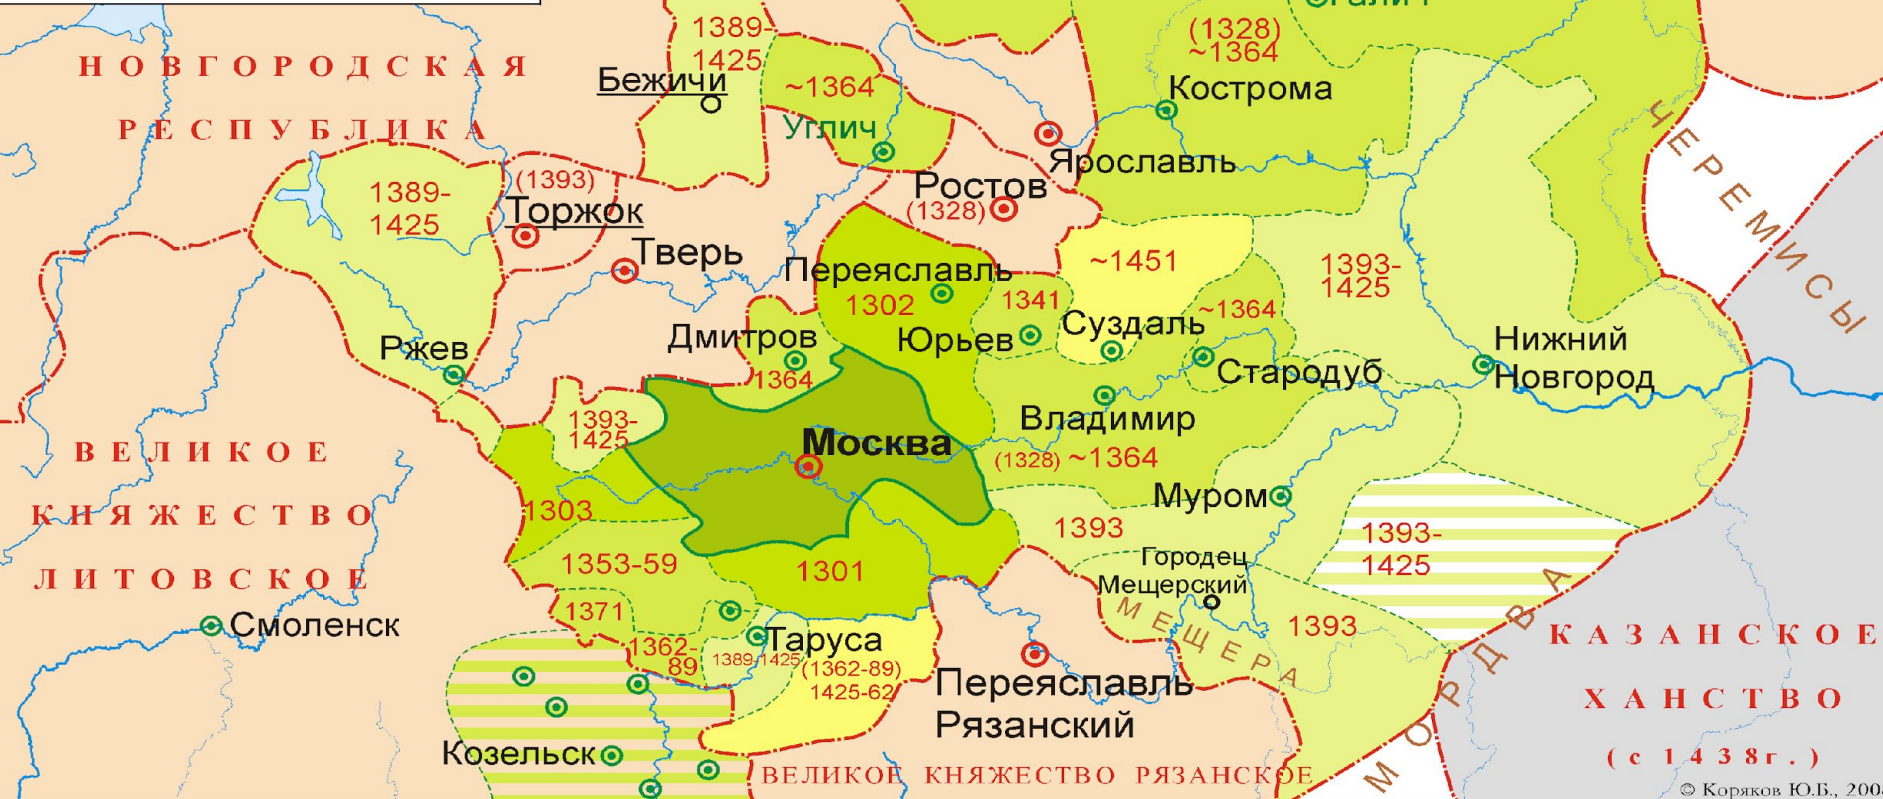 Галич
НОВГОРОДСКАЯ
РЕСПУБЛИКА
1389-
1425
Бежичи
~1364
Углич
(1328)
~1364
Кострома
Ярославль
Ростов
(1328)
ЧЕРЕМИСЫ
1389-
1425
(1393)
Торжок
Тверь
Переяславль
1302
1341
Юрьев
~1451
Суздаль
~1364
Стародуб
1393-
1425
Нижний
Новгород
Дмитров
1364
Ржев
1393-
1425
Москва
Владимир
(1328) ~1364
Муром
1393
1393-
1425
ВЕЛИКОЕ
КНЯЖЕСТВО
ЛИТОВСКОЕ
Смоленск
1303
1353-59
1301
1371
1362-
89
Таруса
1389-1425
(1362-89)
1425-62
Городец
Мещерский
МЕЩЕРА
1393
МОРДВА
Переяславль
Рязанский
Козельск
ВЕЛИКОЕ КНЯЖЕСТВО РЯЗАНСКОЕ
КАЗАНСКОЕ
ХАНСТВО
(с 1438г.)
© Коряков Ю.Б., 200